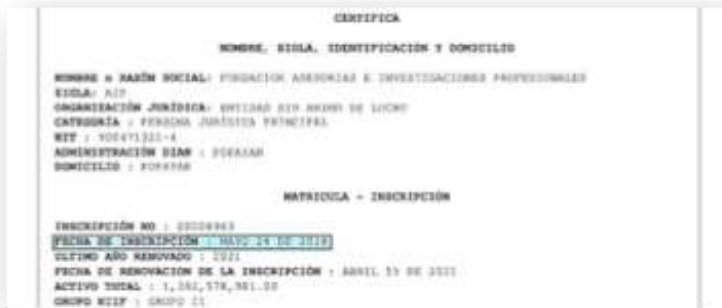 CERTIFICA
NOMBRE, SIGLA, IDENTIFICACIÓN Y DOMICILIO
NOMBRE o RAZÓN SOCIAL: FUNDACION ASESORIAS E INVESTIGACIONES PROFESIONALES
SIGLA: AIP
ORGANIZACIÓN JURÍDICA: ENTIDAD SIN ANIMO DE LUCRO
CATEGORÍA : PERSONA JURÍDICA PRINCIPAL
NIT :
ADMINISTRACIÓN DIAN : POPAYAN
DOMICILIO : POPAYAN
MATRICULA - INSCRIPCIÓN
INSCRIPCIÓN NO :
FECHA DE INSCRIPCIÓN : MAYO 24 DE
ULTIMO AÑO RENOVADO : 2021
FECHA DE RENOVACION DE LA INSCRIPCIÓN : ABRIL DE 2021
ACTIVO TOTAL :
GRUPO NIIF : GRUPO II